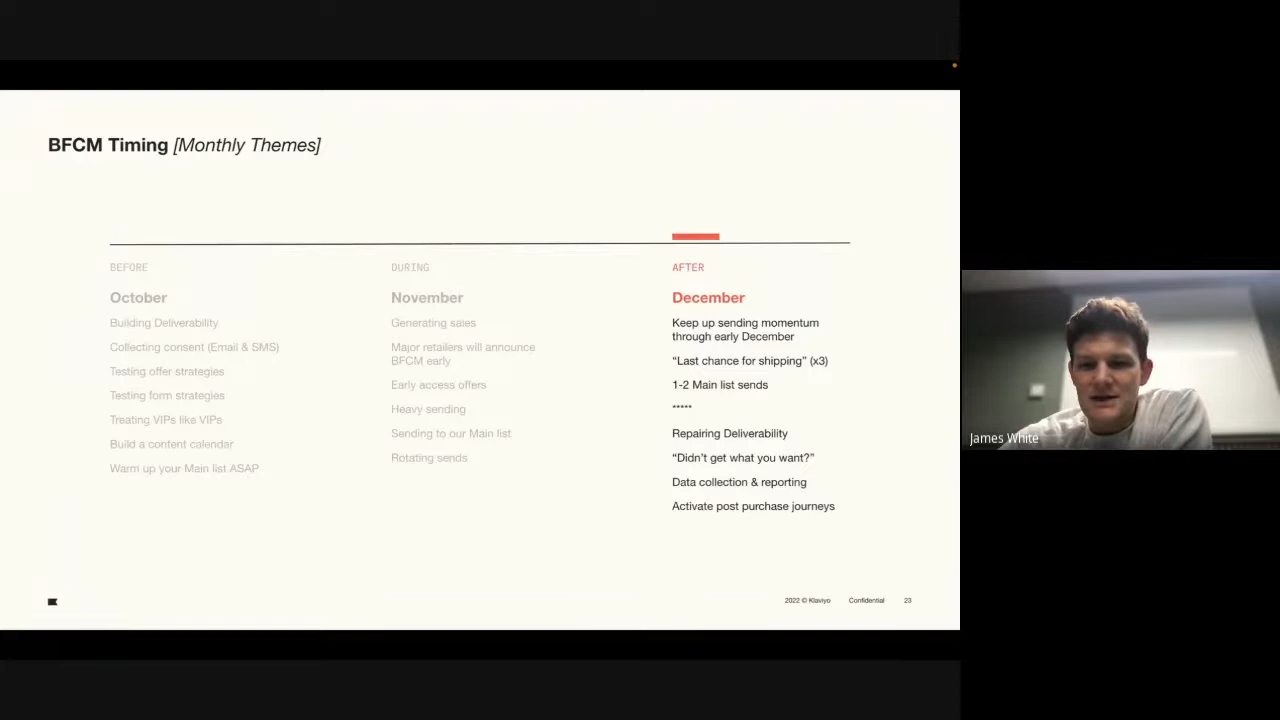 BFCM Timing [Monthly Themes]
BEFORE
October
Building Deliverability
Collecting consent (Email & SMS)
Testing offer strategies
Testing form strategies
Treating VIPs like VIPs
Build a content calendar
Warm up your Main list ASAP
DURING
November
Generating sales
Major retailers will announce
BFCM early
Early access offers
Heavy sending
Sending to our Main list
Rotating sends
AFTER
December
Keep up sending momentum
through early December
“Last chance for shipping” (x3)
1-2 Main list sends
*****
Repairing Deliverability
“Didn't get what you want?”
Data collection & reporting
Activate post purchase journeys
2022 © Klaviyo Confidential 23
James White